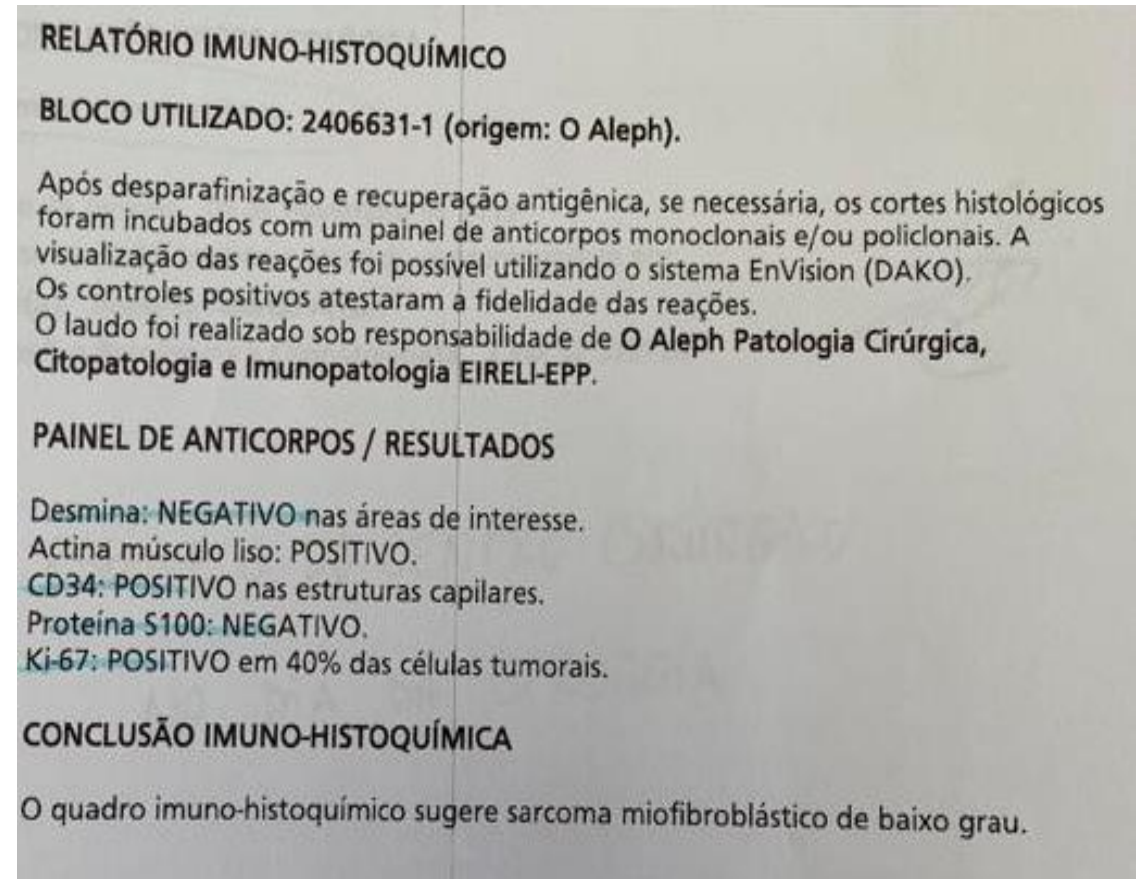 RELATÓRIO IMUNO-HISTOQUÍMICO
BLOCO UTILIZADO: 2406631-1 (origem: O Aleph).
Após desparafinização e recuperação antigênica, se necessária, os cortes histológicos
foram incubados com um painel de anticorpos monoclonais e/ou policlonais. A
visualização das reações foi possível utilizando o sistema EnVision (DAKO).
Os controles positivos atestaram a fidelidade das reações.
O laudo foi realizado sob responsabilidade de O Aleph Patologia Cirúrgica,
Citopatologia e Imunopatologia EIRELI-EPP.
PAINEL DE ANTICORPOS / RESULTADOS
Desmina: NEGATIVO nas áreas de interesse.
Actina músculo liso: POSITIVO.
CD34: POSITIVO nas estruturas capilares.
Proteína S100: NEGATIVO.
Ki-67: POSITIVO em 40% das células tumorais.
CONCLUSÃO IMUNO-HISTOQUÍMICA
O quadro imuno-histoquímico sugere sarcoma miofibroblástico de baixo grau.